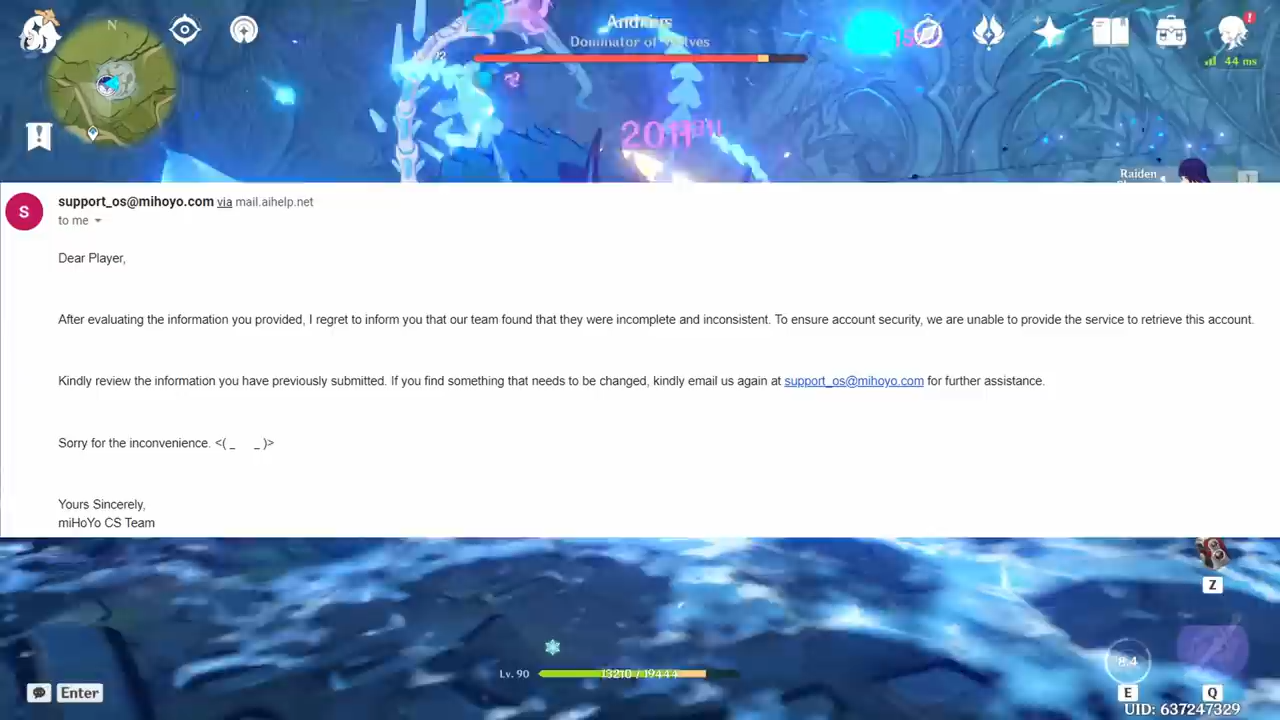 N
Andrius
Dominator of Wolves
44 ms
Raiden
support_os@mihoyo.com via mail.aihelp.net
S
to me
Dear Player,
After evaluating the information you provided, I regret to inform you that our team found that they were incomplete and inconsistent. To ensure account security, we are unable to provide the service to retrieve this account.
Kindly review the information you have previously submitted. If you find something that needs to be changed, kindly email us again at support_os@mihoyo.com for further assistance.
Sorry for the inconvenience. <( _    _ )>
Yours Sincerely,
miHoYo CS Team
Z
8.4
Lv. 90
13210 / 19444
Enter
E
Q
UID: 637247329